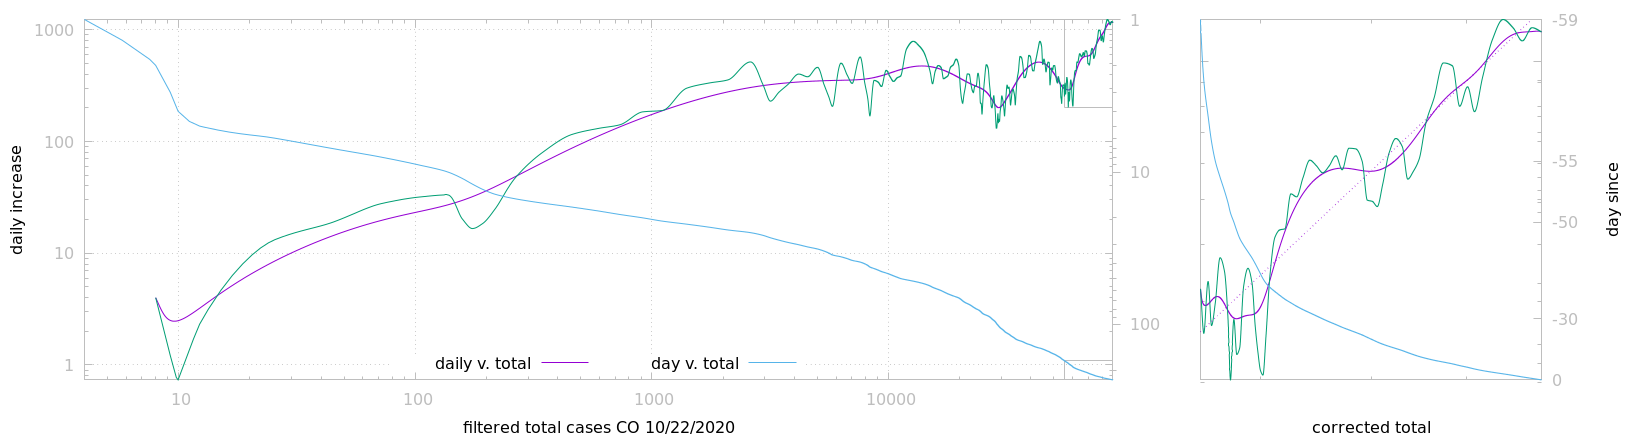 1000
100
10
1
daily increase
10
100
1000
10000
filtered total cases CO 10/22/2020
daily v. total
day v. total
1
10
100
-59
-55
-50
-30
0
day since
corrected total